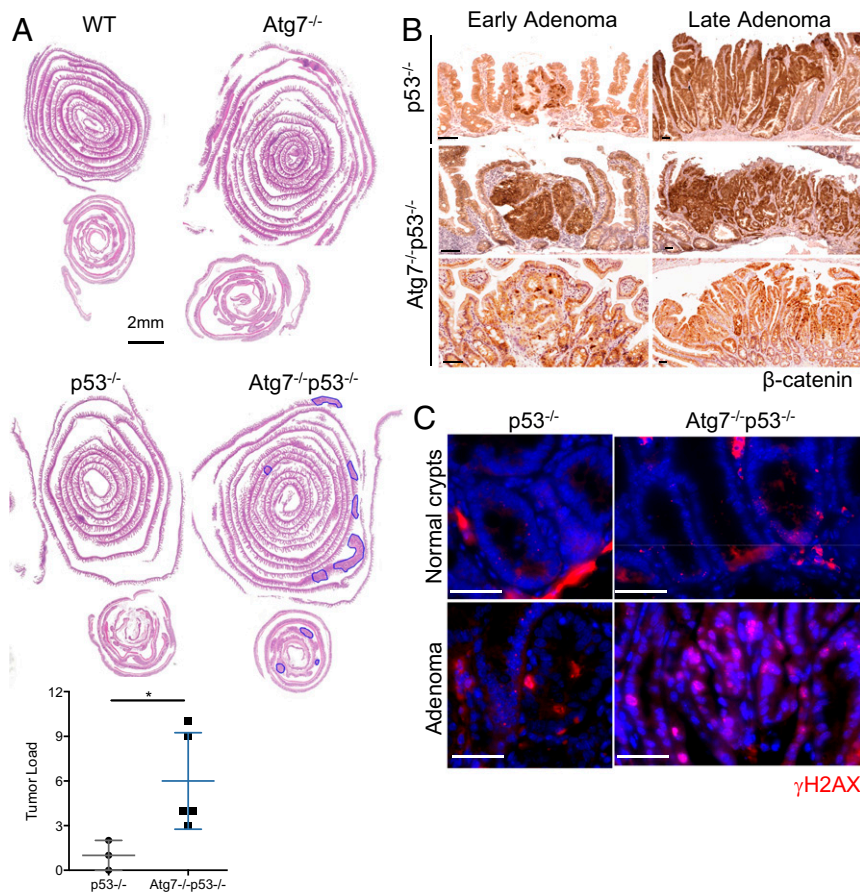 A
WT
Atg7-/-
2mm
p53-/-
Atg7-/-p53-/-
12
9
6
3
0
*
Tumor Load
p53-/-
Atg7-/-p53-/-
B
Early Adenoma
Late Adenoma
p53-/-
Atg7-/-p53-/-
β-catenin
C
p53-/-
Atg7-/-p53-/-
Normal crypts
Adenoma
γH2AX